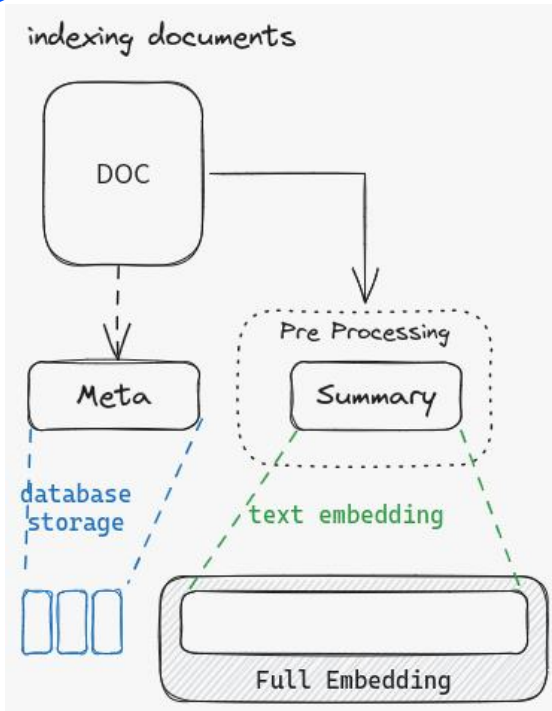 indexing documents
DOC
Pre Processing
Meta
Summary
database
storage
text embedding
Full Embedding